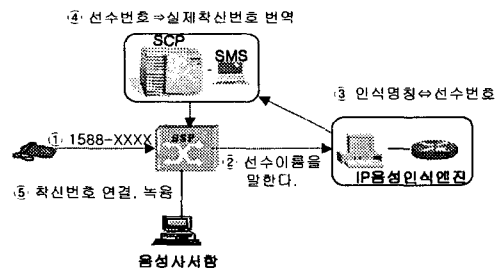 ④ 선수번호⇒실제착신번호 번역
SCP
SMS
③ 인식명칭⇔선수번호
① 1588-XXXX
SSP
② 선수이름을
말한다.
IP음성인식엔진
⑤ 착신번호 연결, 녹음
음성사서함